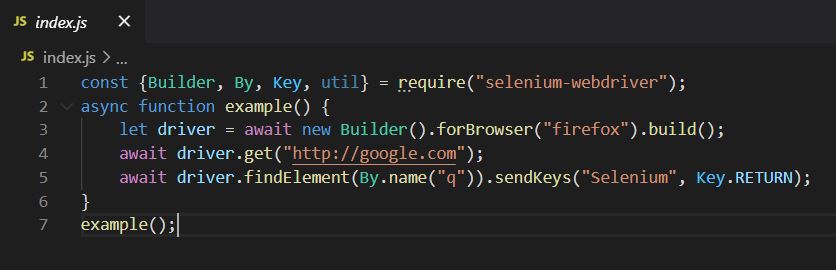 JS index.js ×
JS index.js > ...
1 const {Builder, By, Key, util} = require("selenium-webdriver");
2 async function example() {
3     let driver = await new Builder().forBrowser("firefox").build();
4     await driver.get("http://google.com");
5     await driver.findElement(By.name("q")).sendKeys("Selenium", Key.RETURN);
6 }
7 example();